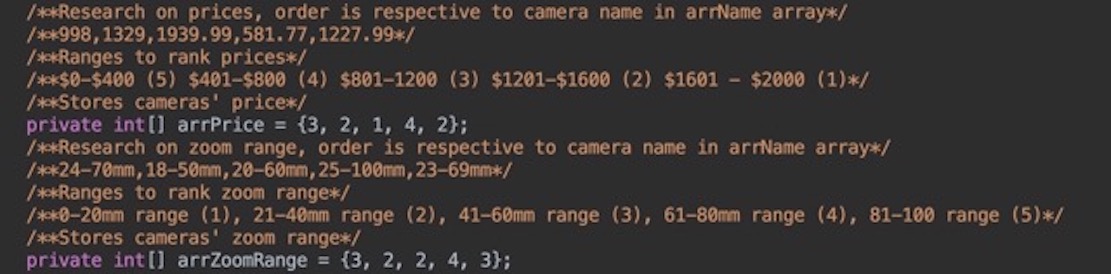 /**Research on prices, order is respective to camera name in arrName array*/
/**998,1329,1939.99,581.77,1227.99*/
/**Ranges to rank prices*/
/**$0-$400 (5) $401-$800 (4) $801-1200 (3) $1201-$1600 (2) $1601 - $2000 (1)*/
/**Stores cameras' price*/
private int[] arrPrice = {3, 2, 1, 4, 2};
/**Research on zoom range, order is respective to camera name in arrName array*/
/**24-70mm,18-50mm,20-60mm,25-100mm,23-69mm*/
/**Ranges to rank zoom range*/
/**0-20mm range (1), 21-40mm range (2), 41-60mm range (3), 61-80mm range (4), 81-100 range (5)*/
/**Stores cameras' zoom range*/
private int[] arrZoomRange = {3, 2, 2, 4, 3};